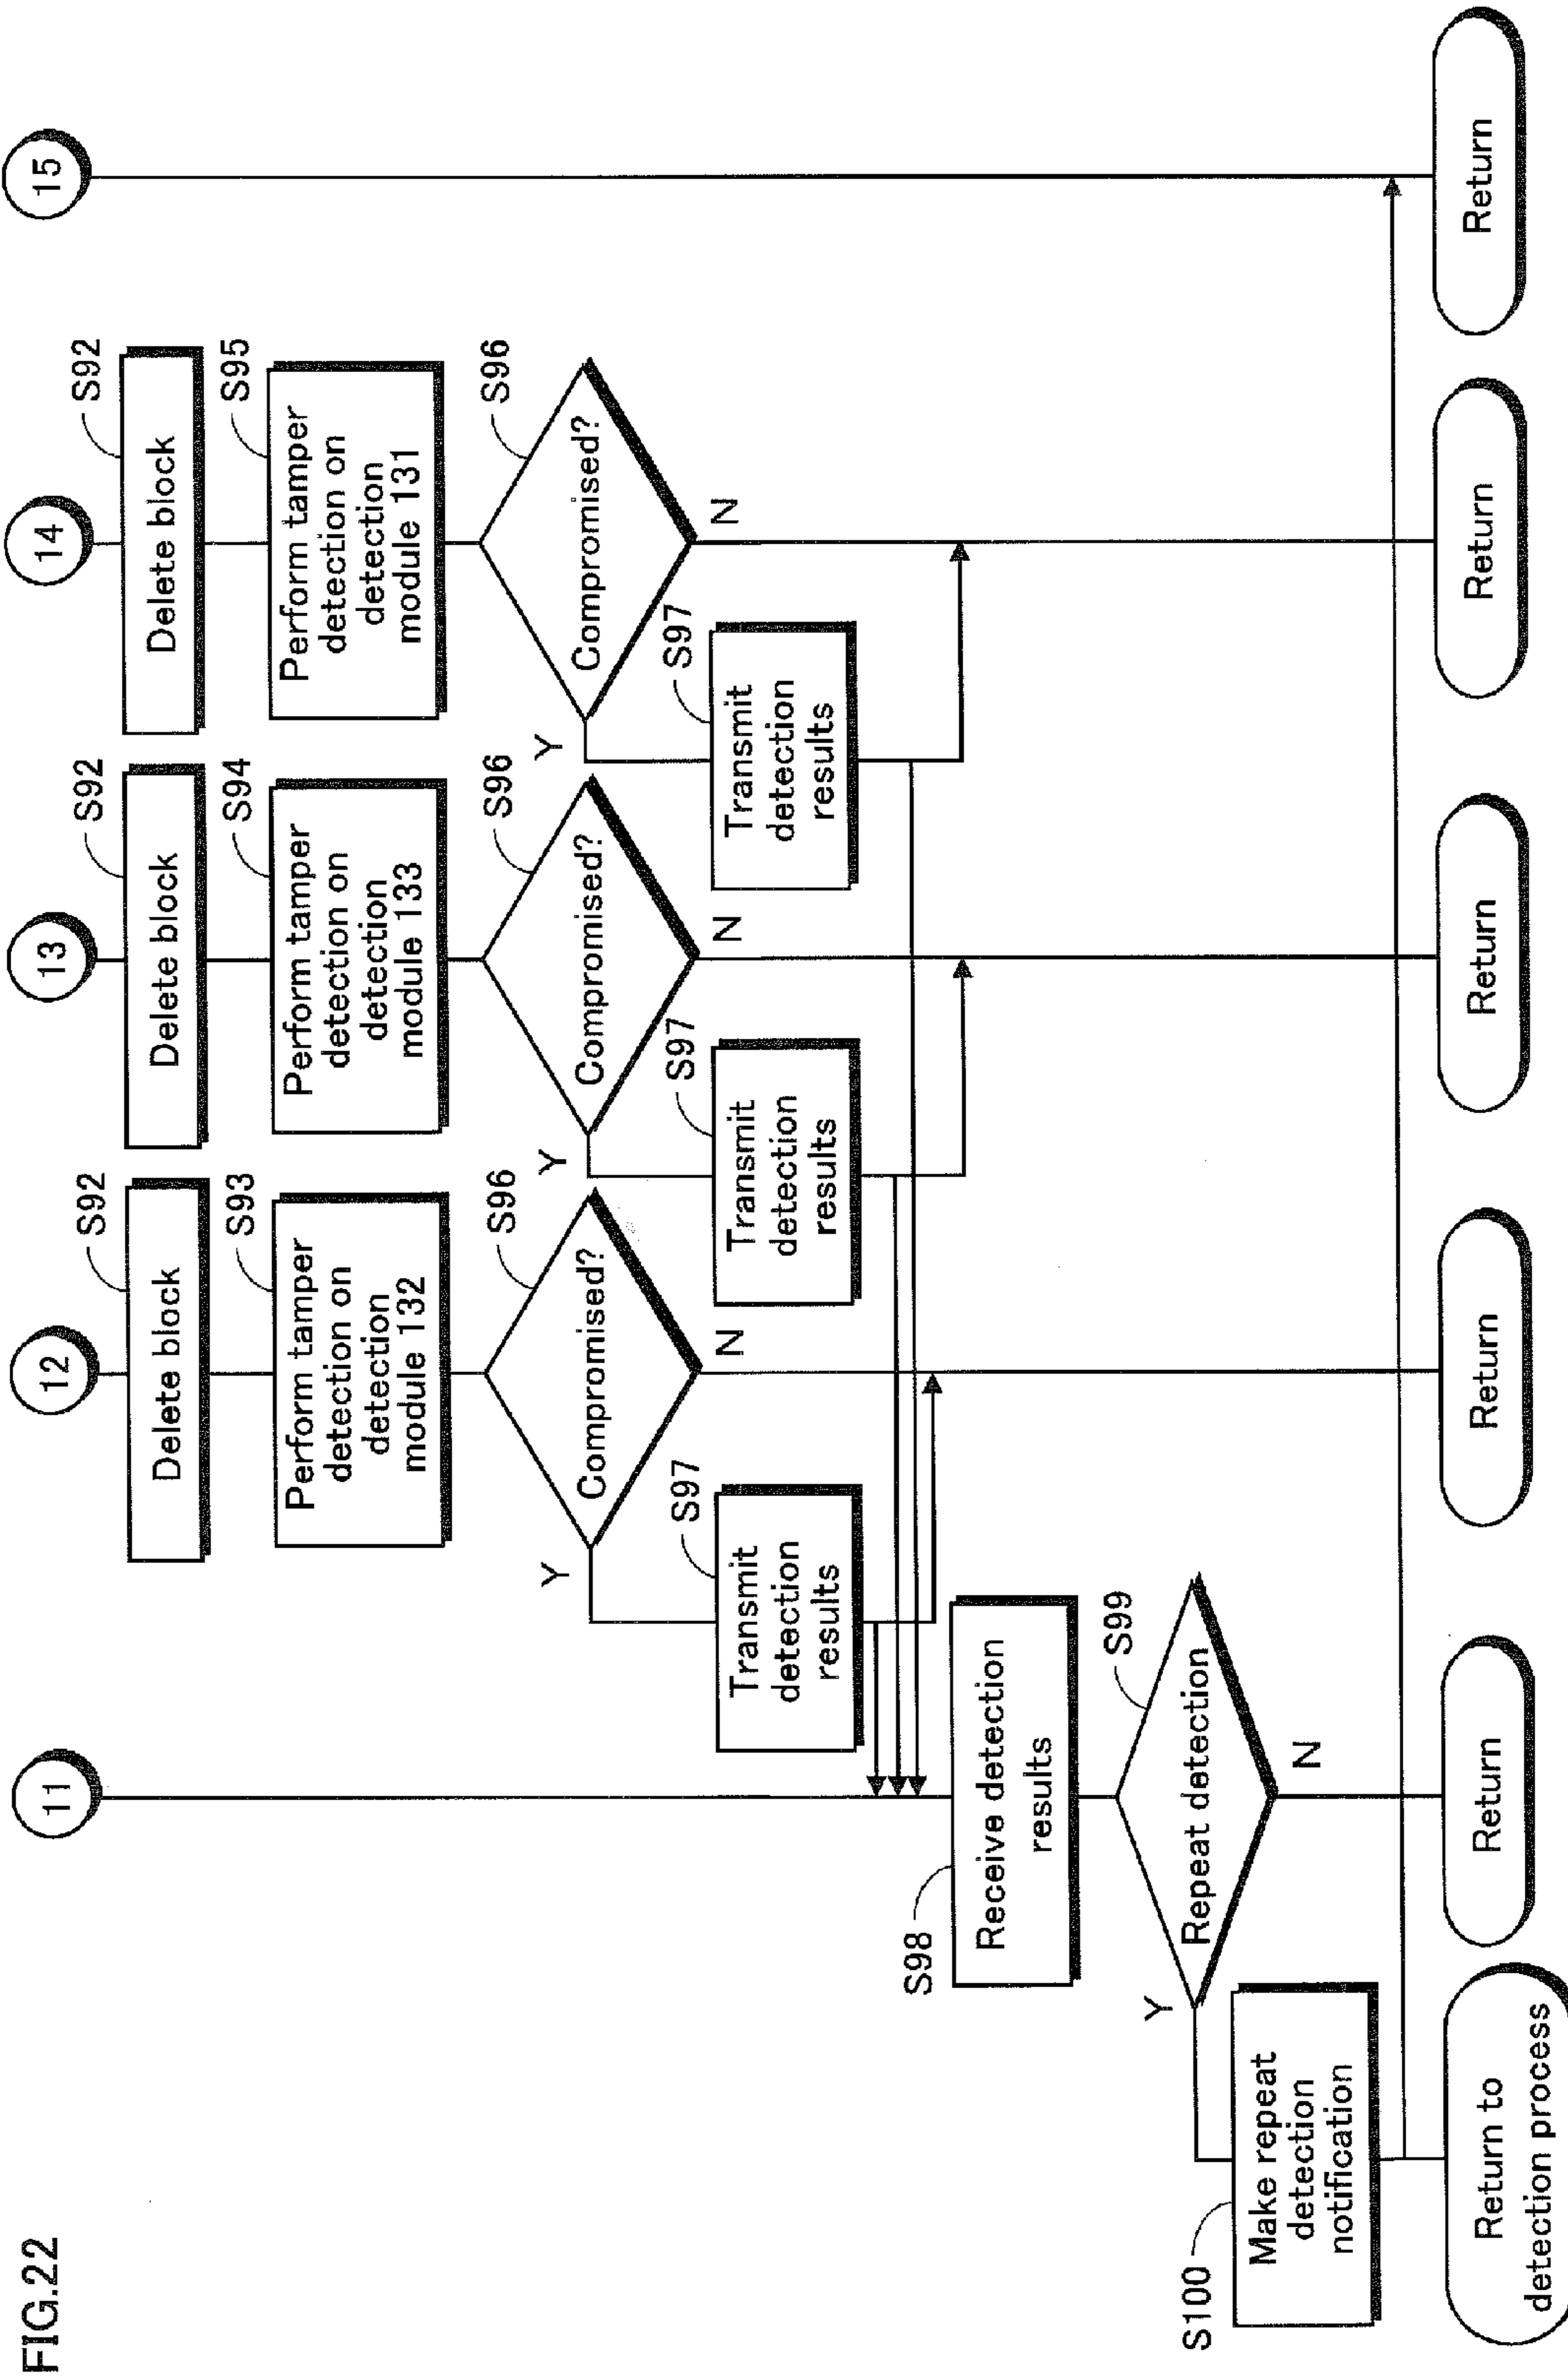 FIG.22
11
12
13
14
15
S92
Delete block
S92
Delete block
S92
Delete block
S93
Perform tamper
detection on
detection
module 132
S94
Perform tamper
detection on
detection
module 133
S95
Perform tamper
detection on
detection
module 131
S96
Compromised?
Y
N
S96
Compromised?
Y
N
S96
Compromised?
Y
N
S97
Transmit
detection
results
S97
Transmit
detection
results
S97
Transmit
detection
results
S98
Receive detection
results
S99
Repeat detection
Y
N
S100
Make repeat
detection
notification
Return to
detection process
Return
Return
Return
Return
Return